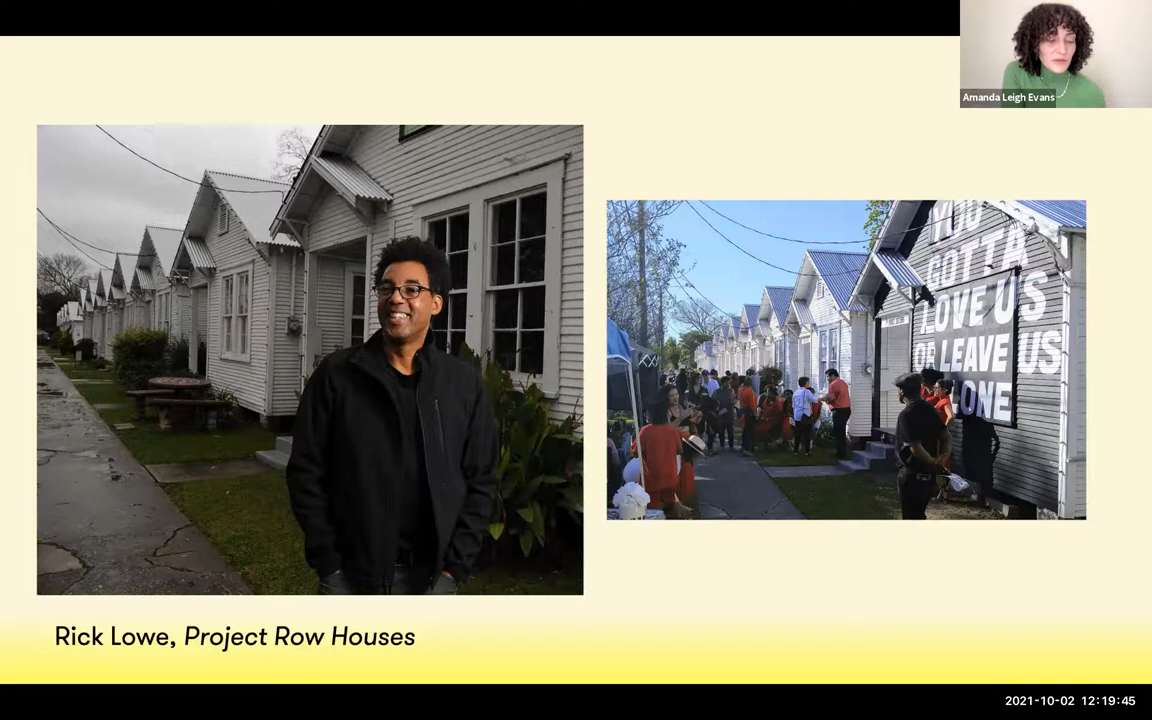 Amanda Leigh Evans
YOU
GOTTA
LOVE US
OR LEAVE US
LONE
Rick Lowe, Project Row Houses
2021-10-02 12:19:45